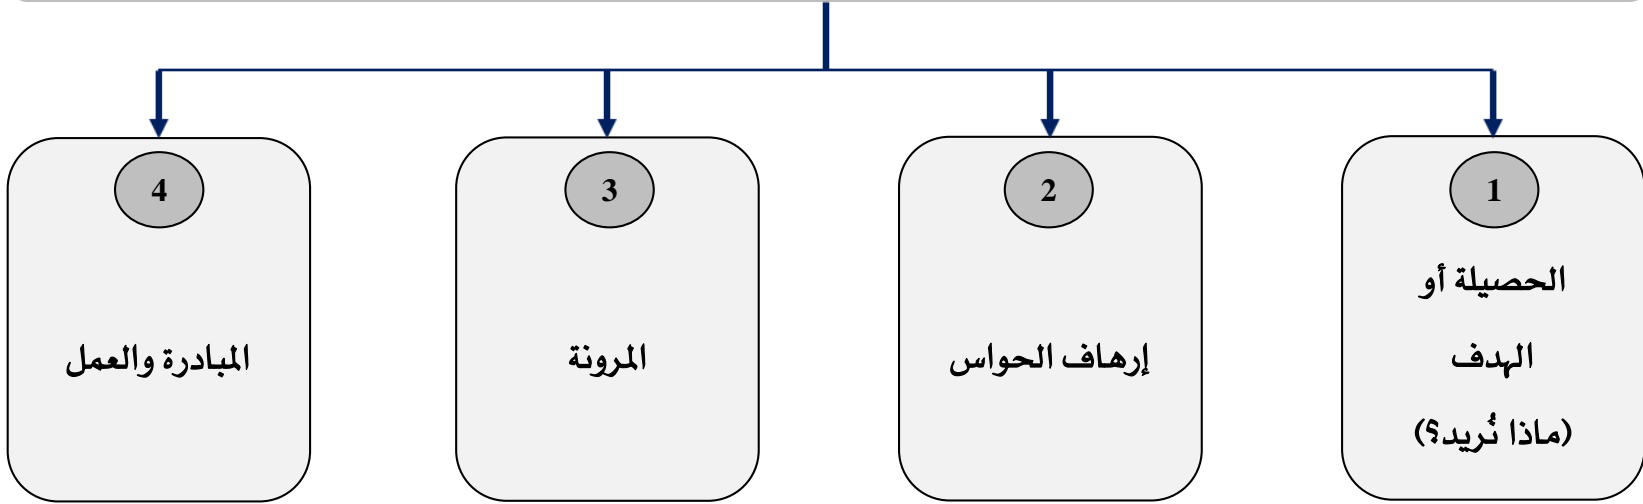 1
الحصيلة أو
الهدف
(ماذا نُريد؟)
2
إرهاف الحواس
3
المرونة
4
المبادرة والعمل